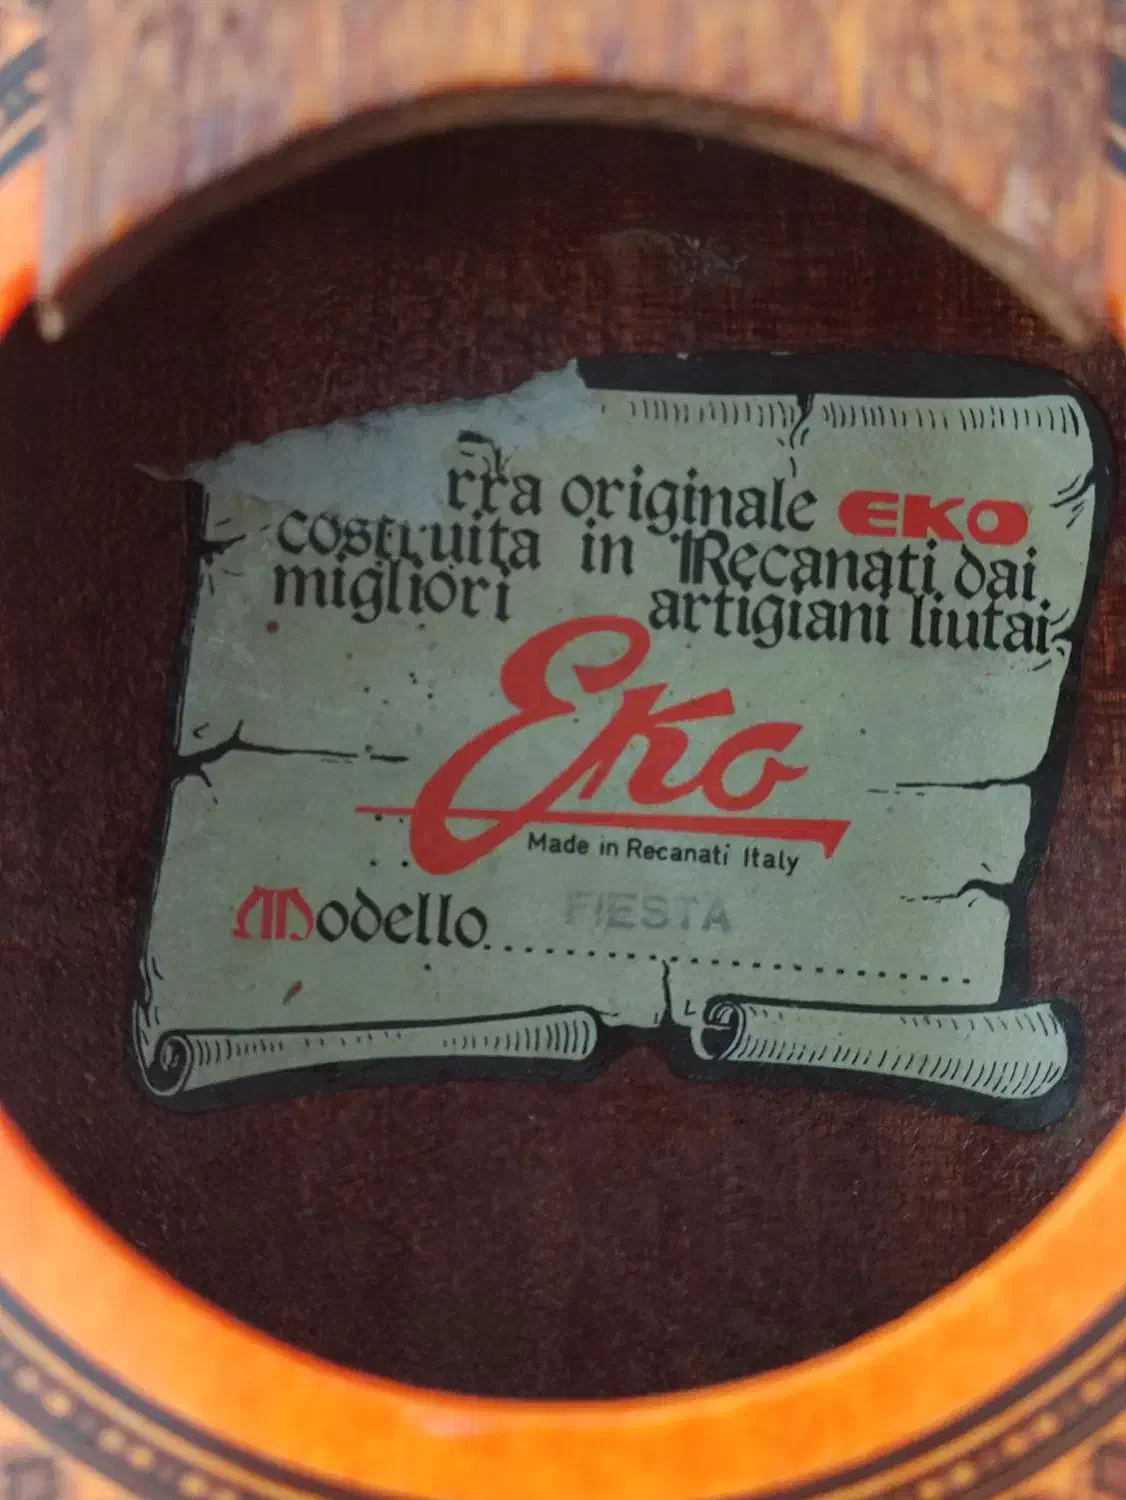 rra originale EKO
costruita in Recanati dai
migliori artigiani liutai
Eko
Made in Recanati Italy
Modello FIESTA